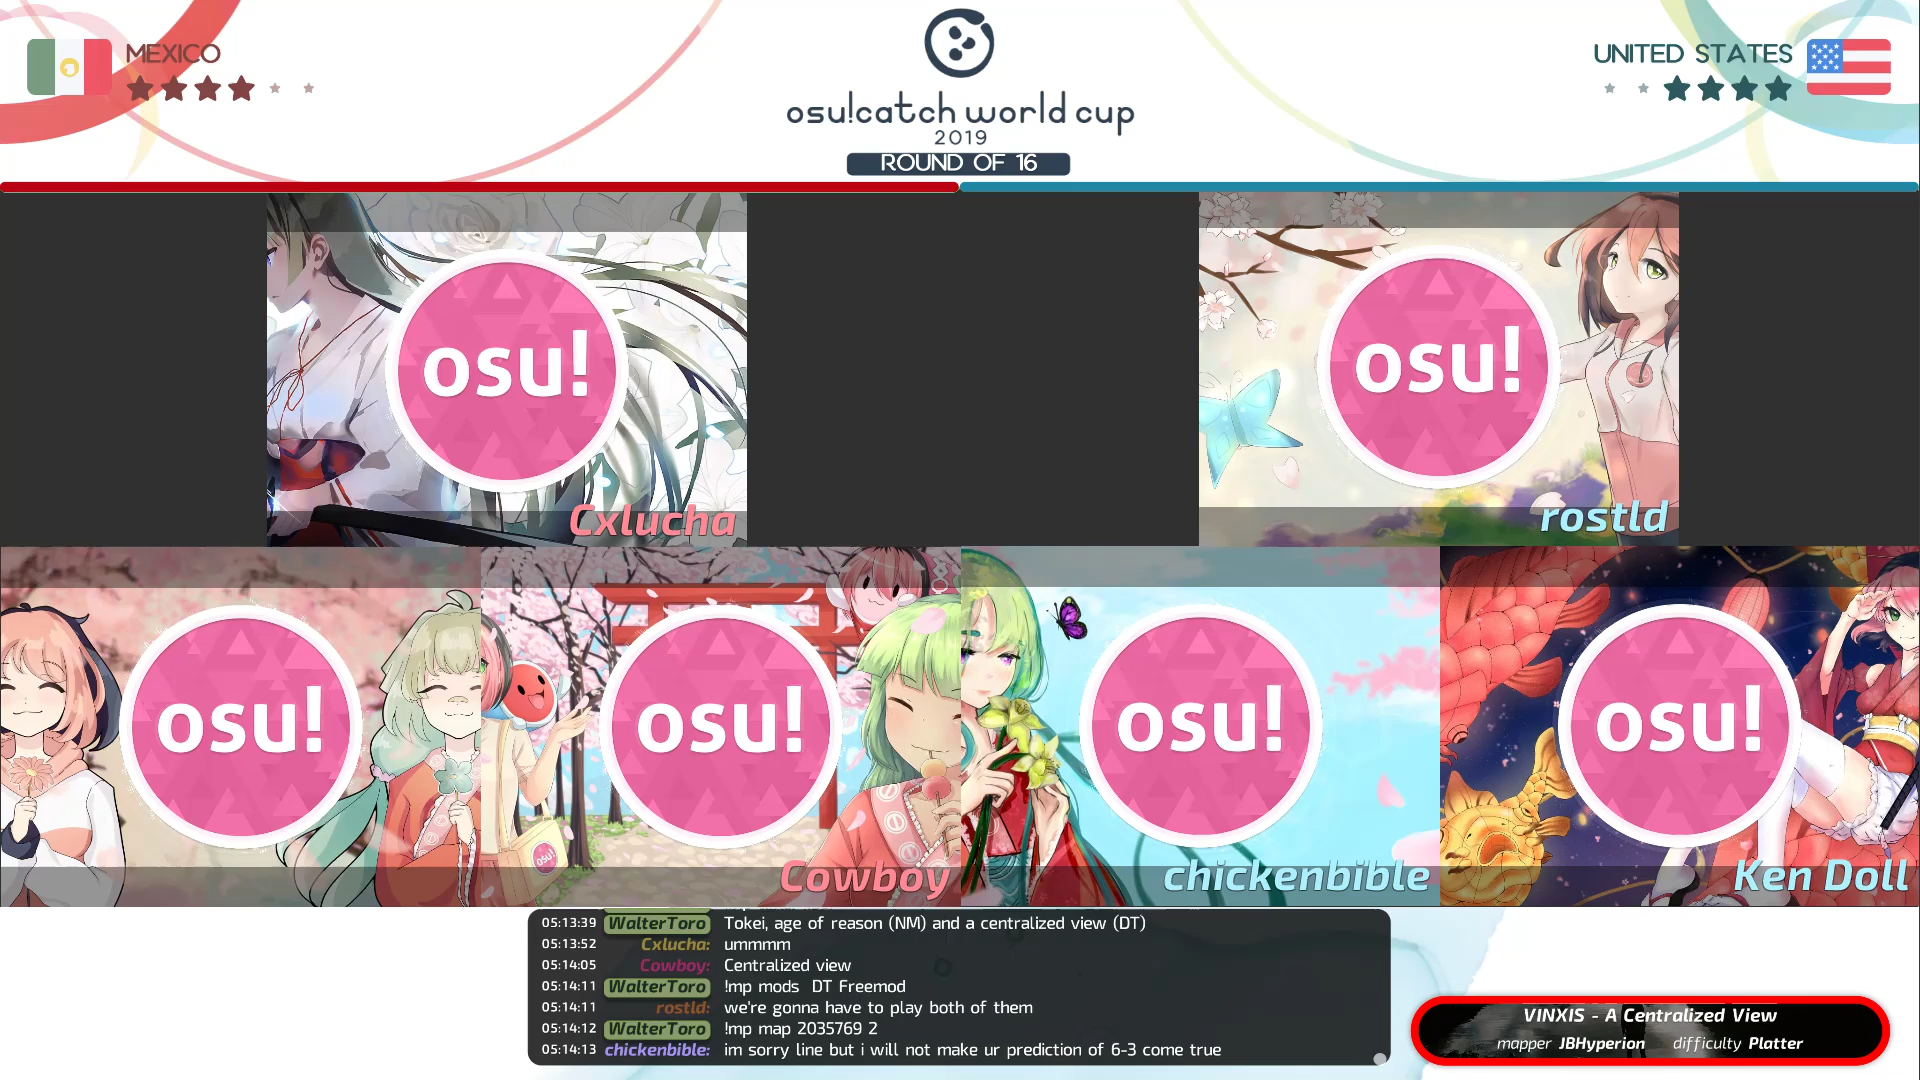 MEXICO
UNITED STATES
osu!catch world cup
2019
ROUND OF 16
osu!
Cxlucha
osu!
rostld
osu!
osu!
osu!
Cowboy
osu!
chickenbible
osu!
Ken Doll
05:13:39 WalterToro Tokei, age of reason (NM) and a centralized view (DT)
05:13:52 Cxlucha: ummmm
05:14:05 Cowboy: Centralized view
05:14:11 WalterToro !mp mods DT Freemod
05:14:11 rostld: we're gonna have to play both of them
05:14:12 WalterToro !mp map 2035769 2
05:14:13 chickenbible: im sorry line but i will not make ur prediction of 6-3 come true
VINXIS - A Centralized View
mapper JBHyperion difficulty Platter